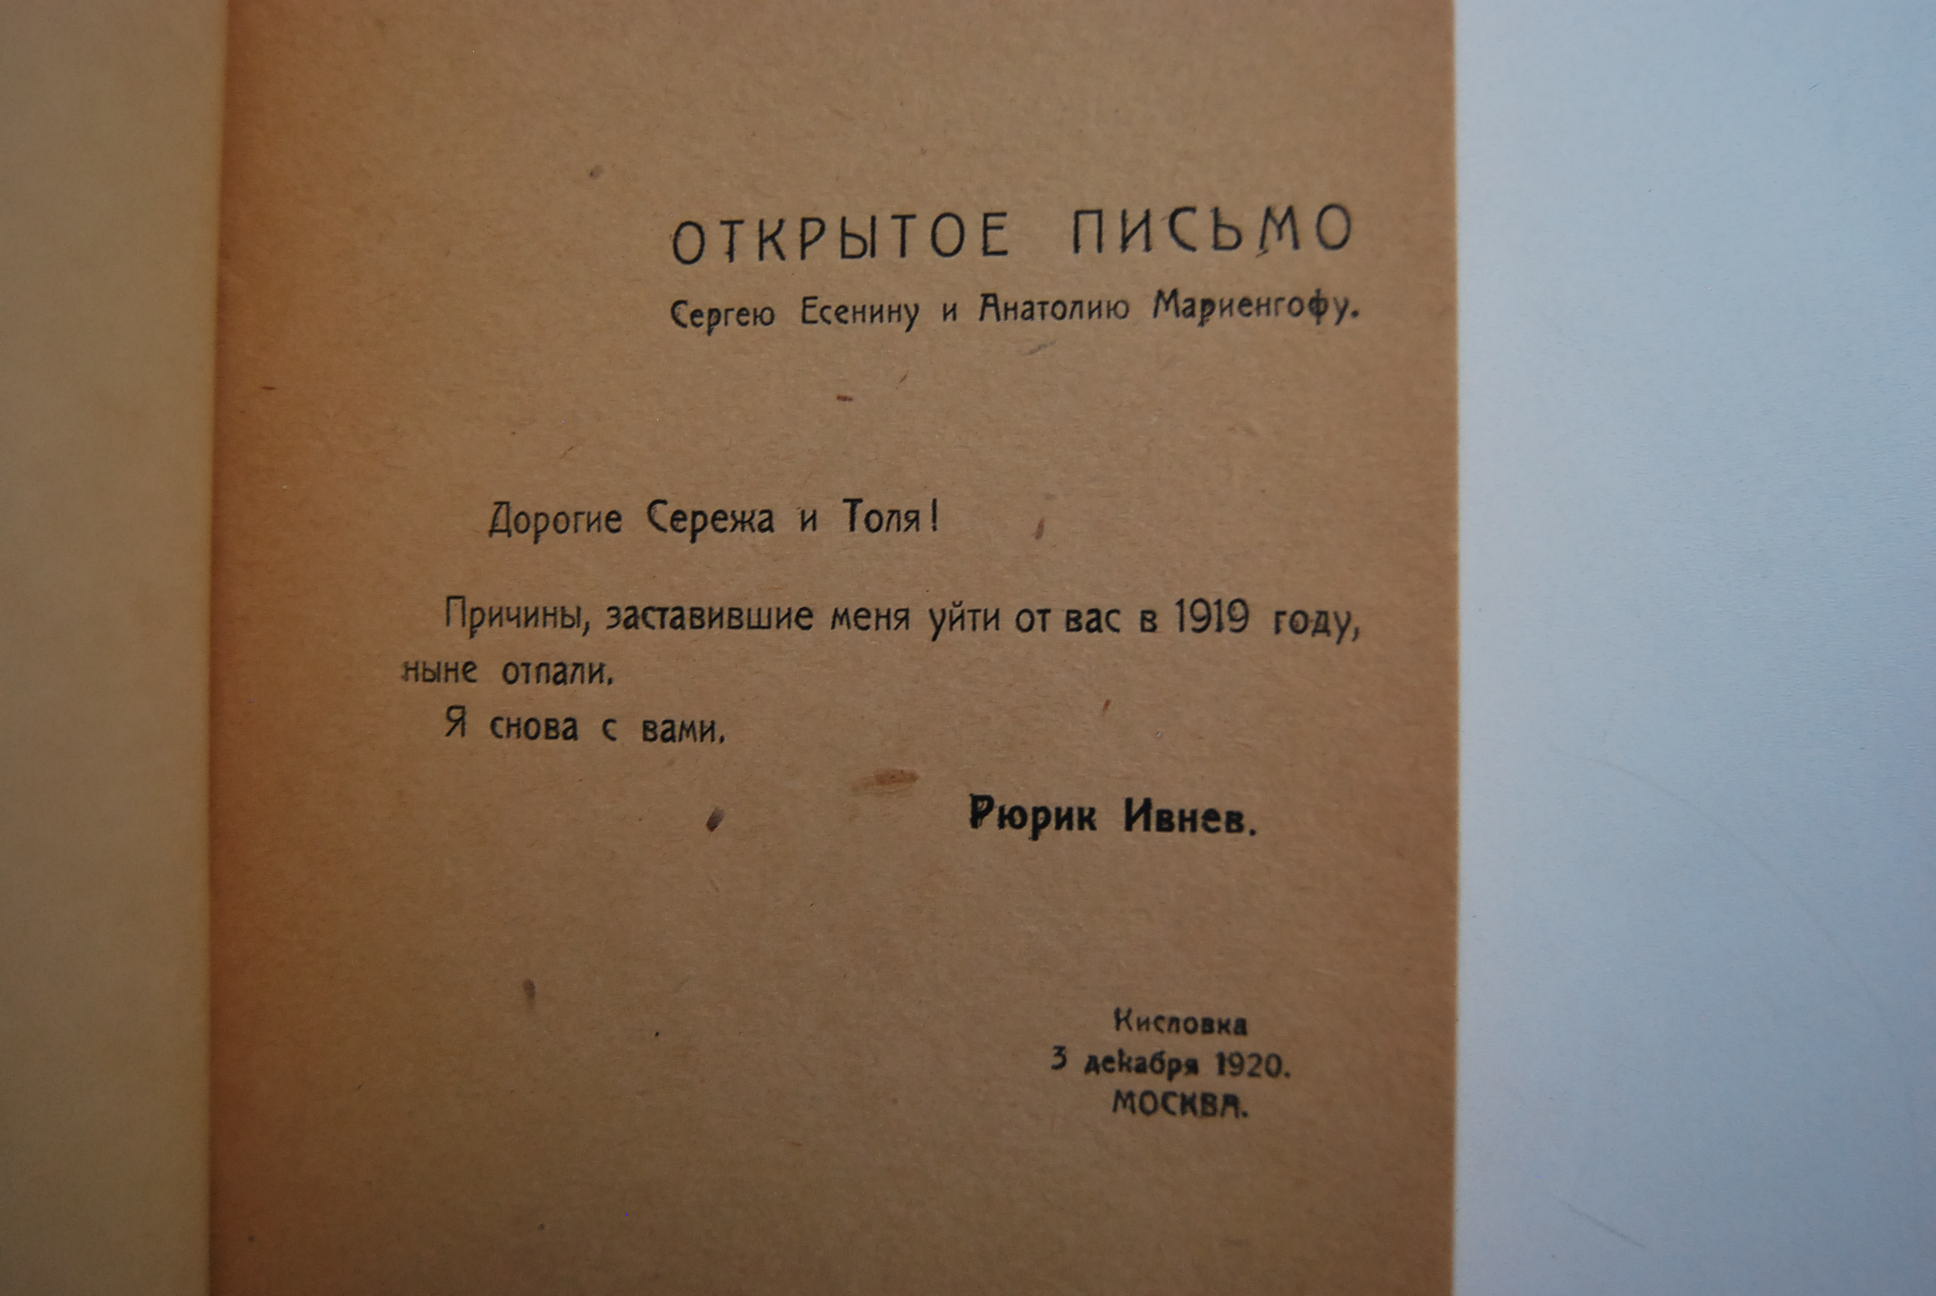 ОТКРЫТОЕ ПИСЬМО
Сергею Есенину и Анатолию Мариенгофу.
Дорогие Сережа и Толя!
Причины, заставившие меня уйти от вас в 1919 году,
ныне отпали.
Я снова с вами.
Рюрик Ивнев.
Кисловка
3 декабря 1920.
МОСКВА.